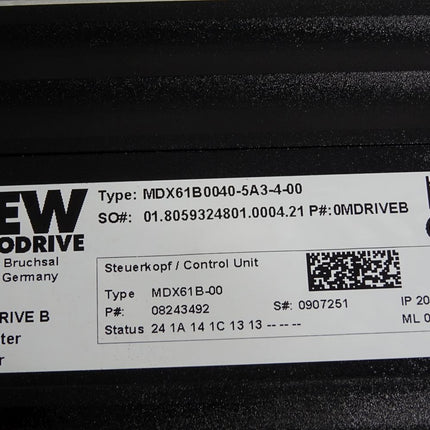 EW
ODRIVE
Bruchsal
Germany
RIVE B
ter
r
Type: MDX61B0040-5A3-4-00
SO#: 01.8059324801.0004.21 P#:0MDRIVEB
Steuerkopf / Control Unit
Type MDX61B-00
P#: 08243492 S#: 0907251
Status 24 1A 14 1C 13 13 -- -- --
IP 20
ML 0